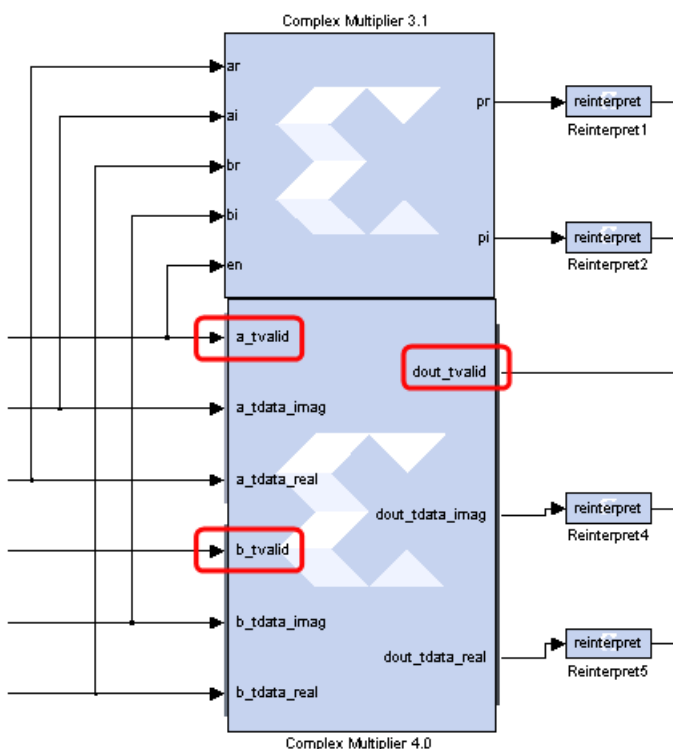 Complex Multiplier 3.1
ar
ai
br
bi
en
pr
pi
reinterpret
Reinterpret1
reinterpret
Reinterpret2
a_tvalid
a_tdata_imag
a_tdata_real
b_tvalid
b_tdata_imag
b_tdata_real
dout_tvalid
dout_tdata_imag
dout_tdata_real
reinterpret
Reinterpret4
reinterpret
Reinterpret5
Complex Multiplier 4.0